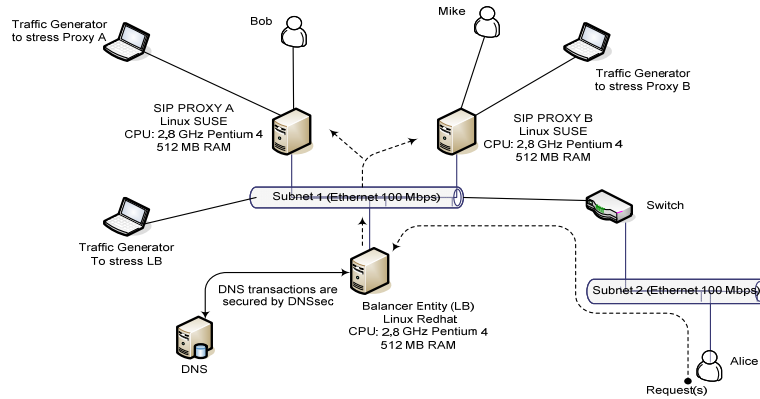 Traffic Generator
to stress Proxy A
Bob
Mike
Traffic Generator
to stress Proxy B
SIP PROXY A
Linux SUSE
CPU: 2,8 GHz Pentium 4
512 MB RAM
SIP PROXY B
Linux SUSE
CPU: 2,8 GHz Pentium 4
512 MB RAM
Subnet 1 (Ethernet 100 Mbps)
Switch
Traffic Generator
To stress LB
DNS transactions are
secured by DNSsec
Balancer Entity (LB)
Linux Redhat
CPU: 2,8 GHz Pentium 4
512 MB RAM
Subnet 2 (Ethernet 100 Mbps)
DNS
Alice
Request(s)